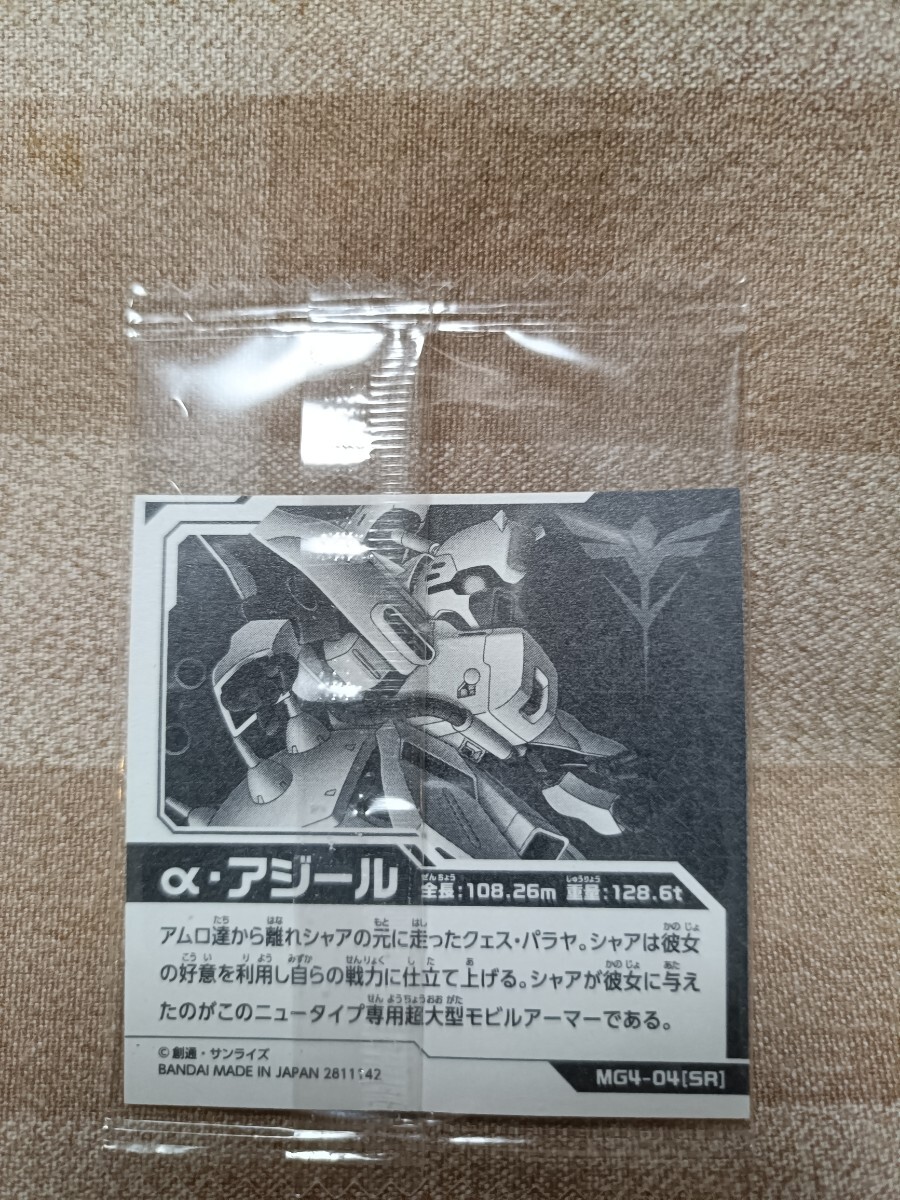 α・アジール
全長:108.26m 重量:128.6t
アムロ達から離れシャアの元に走ったクェス・パラヤ。シャアは彼女
の好意を利用し自らの戦力に仕立て上げる。シャアが彼女に与え
たのがこのニュータイプ専用超大型モビルアーマーである。
©創通・サンライズ
BANDAI MADE IN JAPAN 2811142
MG4-04[SR]